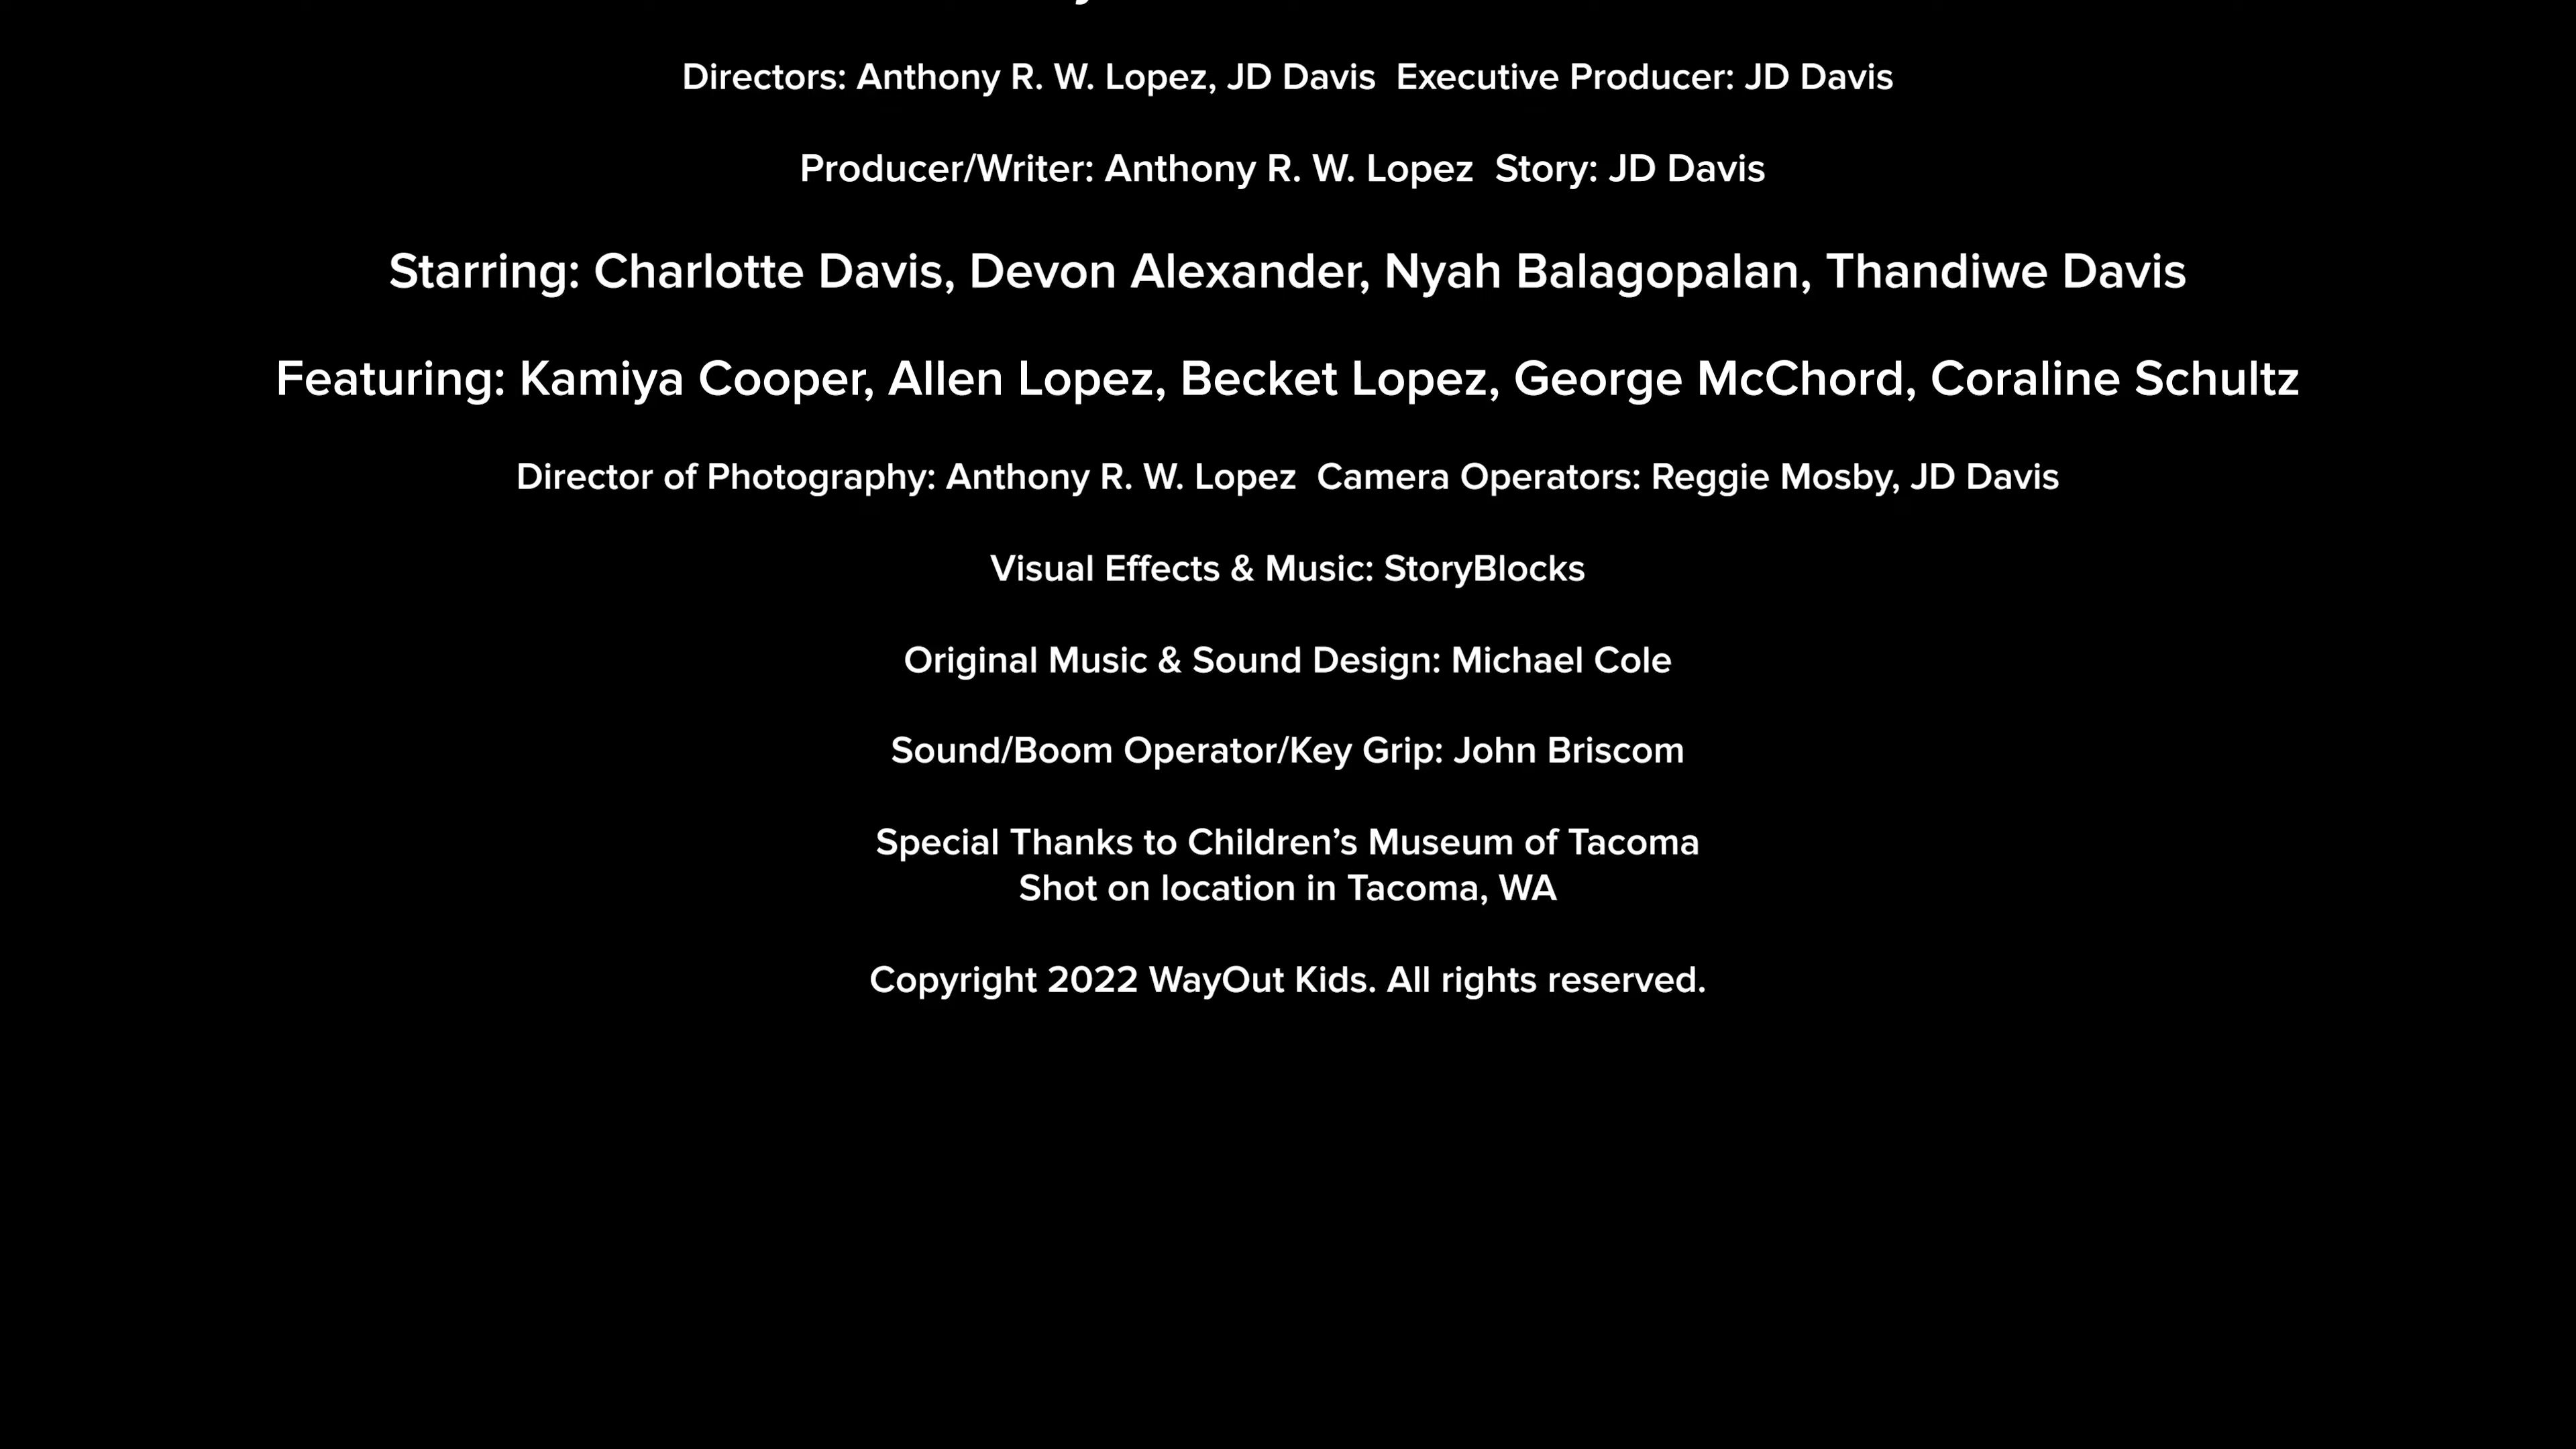 Directors: Anthony R. W. Lopez, JD Davis  Executive Producer: JD Davis
Producer/Writer: Anthony R. W. Lopez  Story: JD Davis
Starring: Charlotte Davis, Devon Alexander, Nyah Balagopalan, Thandiwe Davis
Featuring: Kamiya Cooper, Allen Lopez, Becket Lopez, George McChord, Coraline Schultz
Director of Photography: Anthony R. W. Lopez  Camera Operators: Reggie Mosby, JD Davis
Visual Effects & Music: StoryBlocks
Original Music & Sound Design: Michael Cole
Sound/Boom Operator/Key Grip: John Briscom
Special Thanks to Children’s Museum of Tacoma
Shot on location in Tacoma, WA
Copyright 2022 WayOut Kids. All rights reserved.